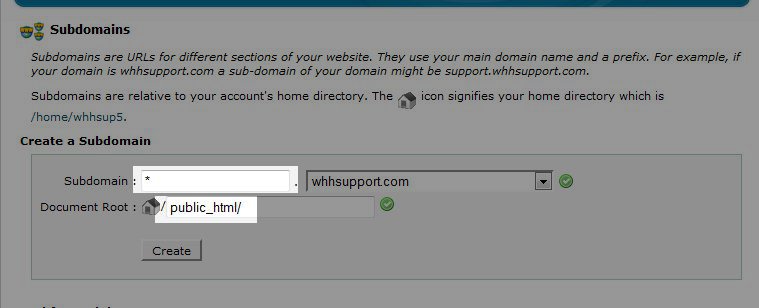 Subdomains
Subdomains are URLs for different sections of your website. They use your main domain name and a prefix. For example, if
your domain is whhsupport.com a sub-domain of your domain might be support.whhsupport.com.
Subdomains are relative to your account's home directory. The icon signifies your home directory which is
/home/whhsup5.
Create a Subdomain
Subdomain : * . whhsupport.com
Document Root : / public_html/
Create